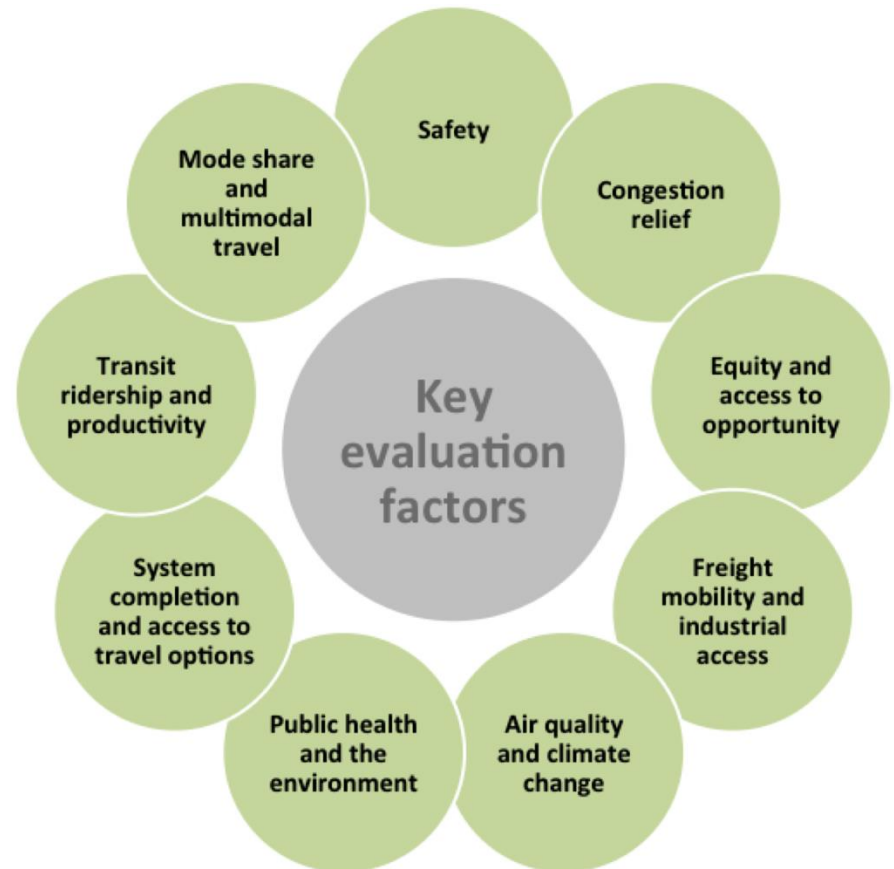 Safety
Congestion
relief
Equity and
access to
opportunity
Freight
mobility and
industrial
access
Air quality
and climate
change
Public health
and the
environment
System
completion
and access to
travel options
Transit
ridership and
productivity
Mode share
and
multimodal
travel
Key
evaluation
factors